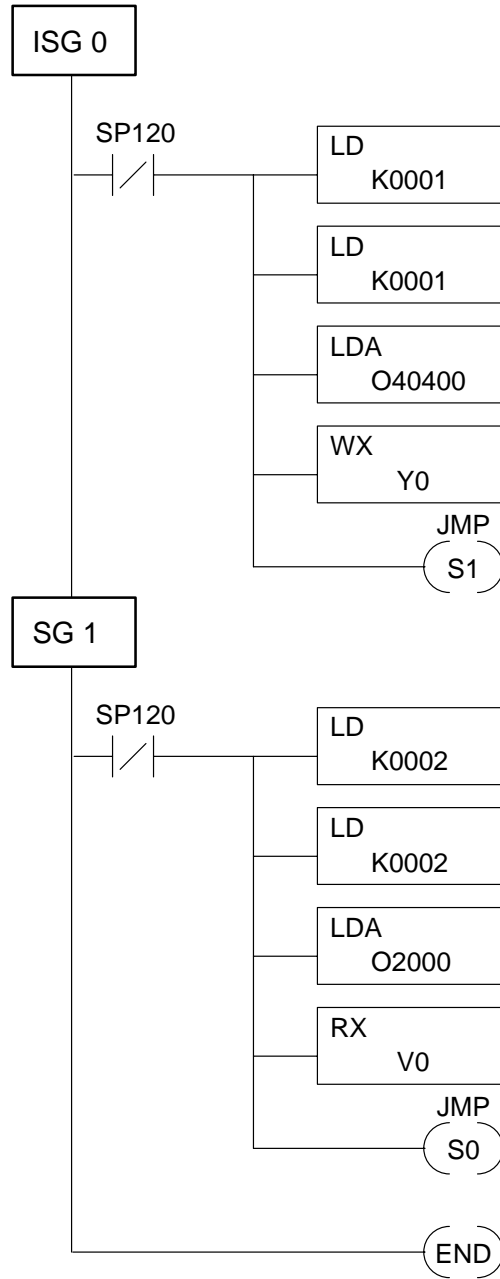 ISG 0
SP120
LD
K0001
LD
K0001
LDA
O40400
WX
Y0
JMP
S1
SG 1
SP120
LD
K0002
LD
K0002
LDA
O2000
RX
V0
JMP
S0
END